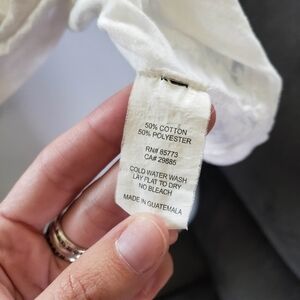 50% COTTON
50% POLYESTER
RN# 65773
CA# 29885
COLD WATER WASH
LAY FLAT TO DRY
NO BLEACH
MADE IN GUATEMALA